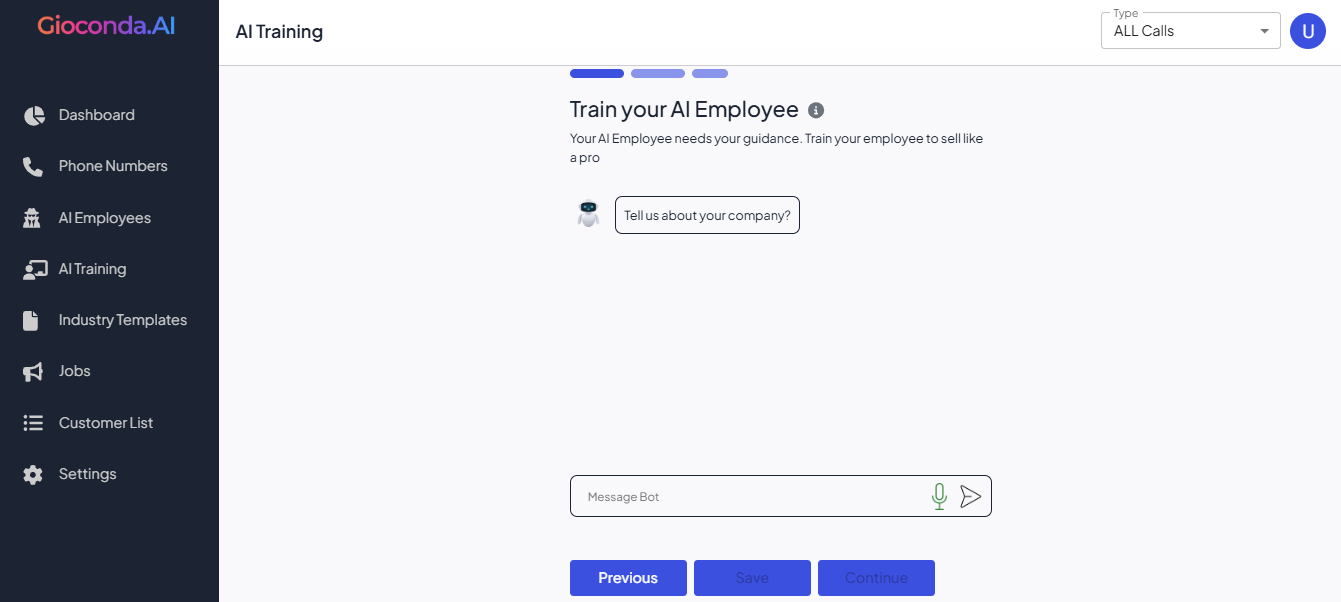 Gioconda.AI
AI Training
Type
ALL Calls
U
Dashboard
Phone Numbers
AI Employees
AI Training
Industry Templates
Jobs
Customer List
Settings
Train your AI Employee
Your AI Employee needs your guidance. Train your employee to sell like
a pro
Tell us about your company?
Message Bot
Previous
Save
Continue